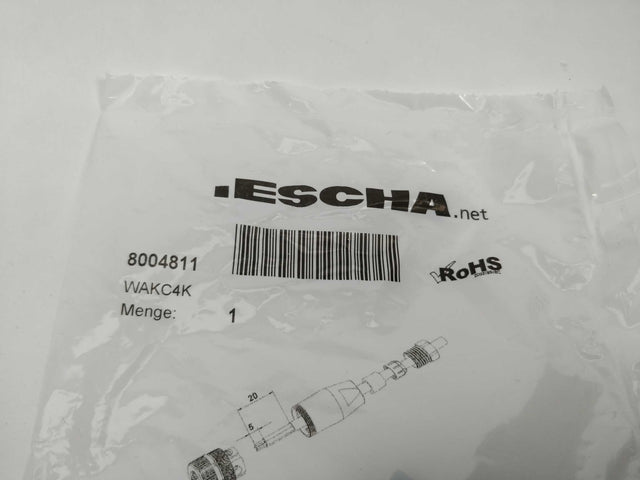 ESCHA.net
8004811
RoHS
WAKC4K
Menge: 1
20
5